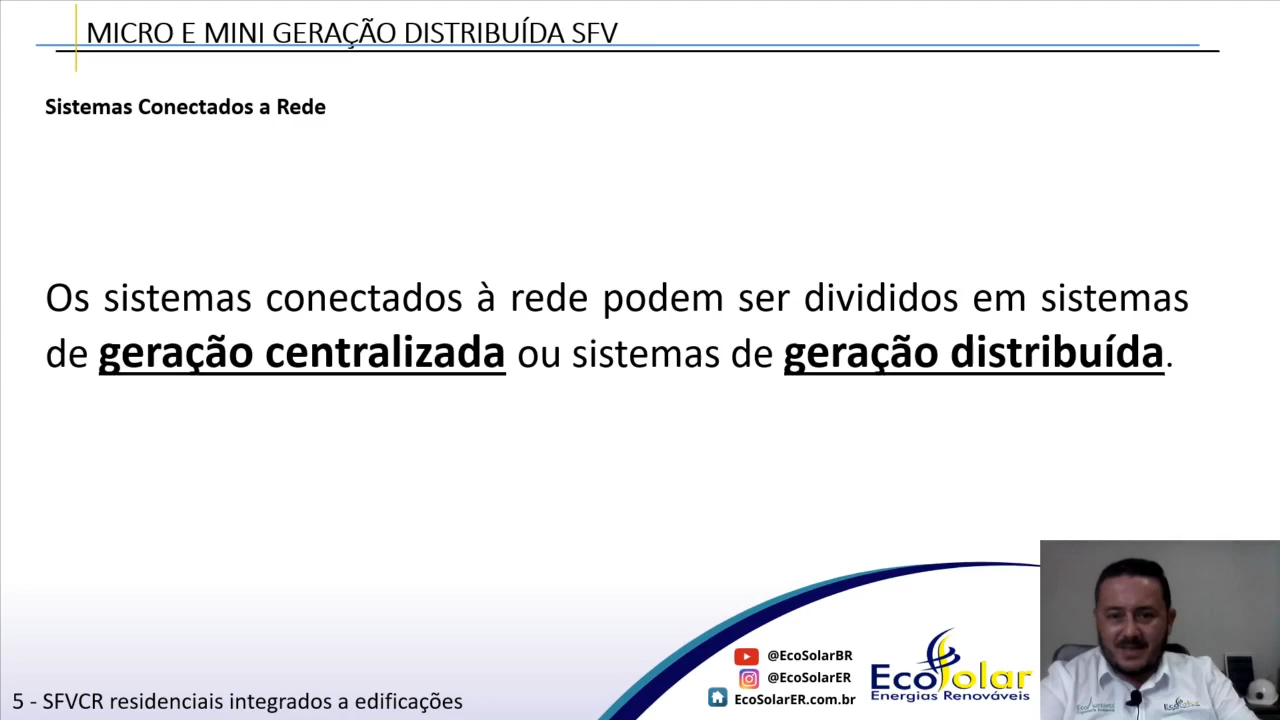 MICRO E MINI GERAÇÃO DISTRIBUÍDA SFV
Sistemas Conectados a Rede
Os sistemas conectados à rede podem ser divididos em sistemas
de geração centralizada ou sistemas de geração distribuída.
@EcoSolarBR
@EcoSolarER
EcoSolarER.com.br
EcoSolar
Energias Renováveis
5 - SFVCR residenciais integrados a edificações